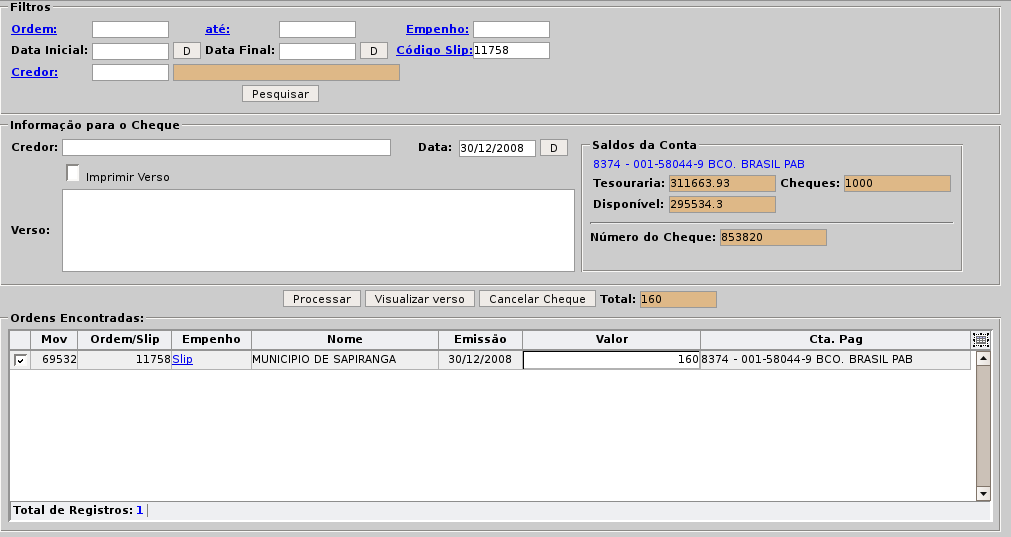 Filtros
Ordem: até: Empenho:
Data Inicial: D Data Final: D Código Slip: 11758
Credor:
Pesquisar
Informação para o Cheque
Credor: Data: 30/12/2008 D
Imprimir Verso
Verso:
Saldos da Conta
8374 - 001-58044-9 BCO. BRASIL PAB
Tesouraria: 311663.93 Cheques: 1000
Disponível: 295534.3
Número do Cheque: 853820
Processar Visualizar verso Cancelar Cheque Total: 160
Ordens Encontradas:
Mov Ordem/Slip Empenho Nome Emissão Valor Cta. Pag
69532 11758 Slip MUNICIPIO DE SAPIRANGA 30/12/2008 160 8374 - 001-58044-9 BCO. BRASIL PAB
Total de Registros: 1